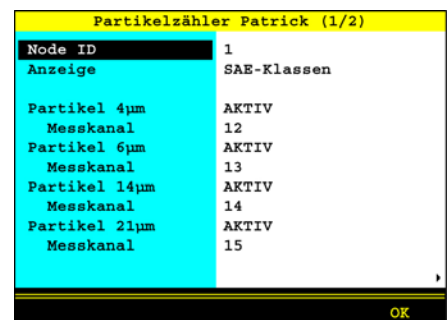 Partikelzähler Patrick (1/2)
Node ID 1
Anzeige SAE-Klassen
Partikel 4µm AKTIV
Messkanal 12
Partikel 6µm AKTIV
Messkanal 13
Partikel 14µm AKTIV
Messkanal 14
Partikel 21µm AKTIV
Messkanal 15
OK